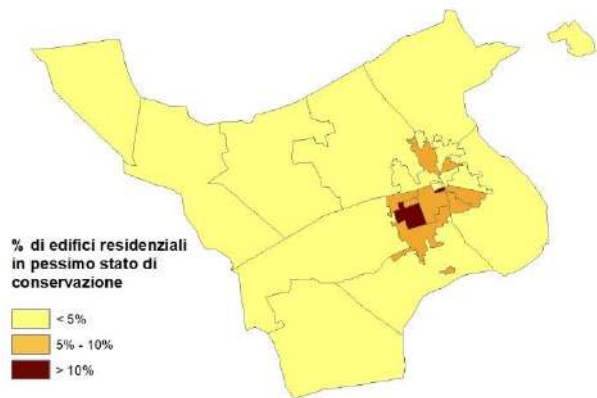 % di edifici residenziali
in pessimo stato di
conservazione
< 5%
5% - 10%
> 10%